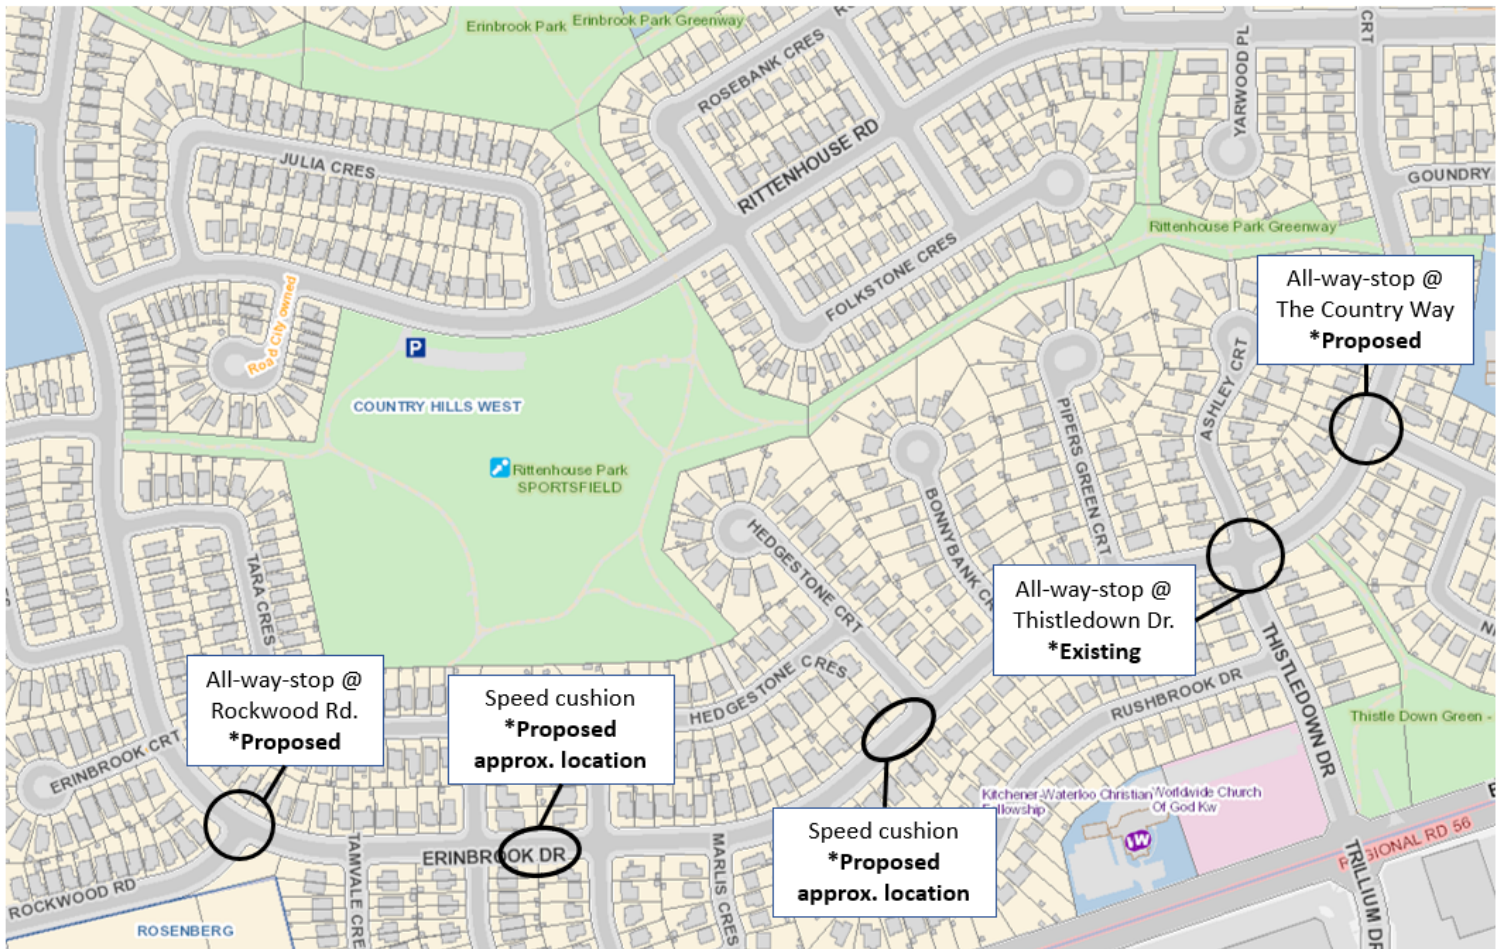 Erinbrook Park
Erinbrook Park Greenway
ROSEBANK CRES
CRT
YARWOOD PL
JULIA CRES
RITTENHOUSE RD
GOUNDRY
Rittenhouse Park Greenway
FOLKSTONE CRES
All-way-stop @
The Country Way
*Proposed
Road City owned
P
COUNTRY HILLS WEST
ASHLEY CRT
PIPERS GREEN CRT
Rittenhouse Park
SPORTSFIELD
BONNYBANK CR
HEDGESTONE CRT
TARA CRES
All-way-stop @
Thistledown Dr.
*Existing
THISTLEDOWN DR
HEDGESTONE CRES
RUSHBROOK DR
All-way-stop @
Rockwood Rd.
*Proposed
Speed cushion
*Proposed
approx. location
Thistle Down Green -
ERINBROOK CRT
Kitchener-Waterloo Christian
Fellowship
Worldwide Church
Of God Kw
Speed cushion
*Proposed
approx. location
ERINBROOK DR
TAMVALE CRE
MARLIS CRES
REGIONAL RD 56
TRILLIUM DR
ROCKWOOD RD
ROSENBERG